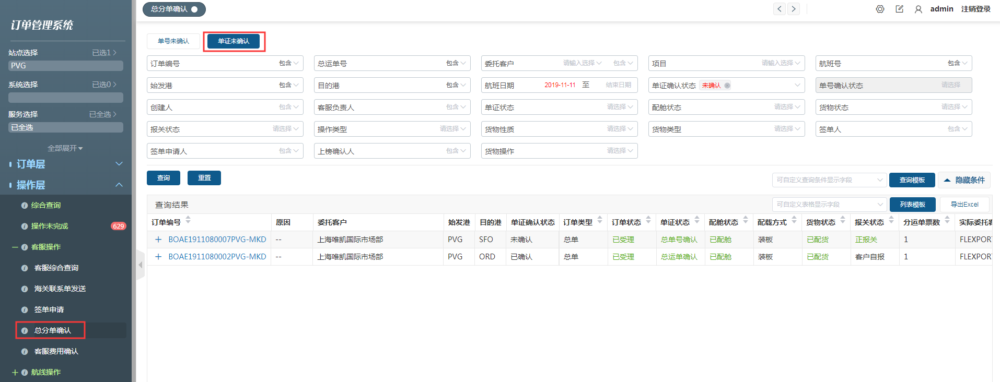 订单管理系统
站点选择 已选1
PVG
系统选择 已选0
服务选择 已全选
已全选
全部展开
订单层
操作层
综合查询
操作未完成 629
客服操作
客服综合查询
海关联系单发送
签单申请
总分单确认
客服费用确认
航线操作
总分单确认
admin 注销登录
单号未确认 单证未确认
订单编号 包含 总运单号 包含 委托客户 请输入选择 包含 项目 请输入选择 航班号 包含
始发港 包含 目的港 包含 航班日期 2019-11-11 至 结束日期 单证确认状态 未确认 单号确认状态 请选择
创建人 包含 客服负责人 包含 单证状态 请选择 配舱状态 请选择 货物状态 请选择
报关状态 请选择 操作类型 请选择 货物性质 请选择 货物类型 请选择 签单人 包含
签单申请人 包含 上榜确认人 包含 货物操作 请选择
查询 重置 可自定义查询条件显示字段 查询模板 隐藏条件
查询结果 可自定义表格显示字段 列表模板 导出Excel
订单编号 原因 委托客户 始发港 目的港 单证确认状态 订单类型 订单状态 单证状态 配舱状态 配载方式 货物状态 报关状态 分运单票数 实际委托客
+ BOAE1911080007PVG-MKD -- 上海唯凯国际市场部 PVG SFO 未确认 总单 已受理 总单号确认 已配舱 装板 已配货 正报关 1 FLEXPOR
+ BOAE1911080002PVG-MKD -- 上海唯凯国际市场部 PVG ORD 已确认 总单 已受理 总运单确认 已配舱 装板 已配货 客户自报 1 FLEXPOR